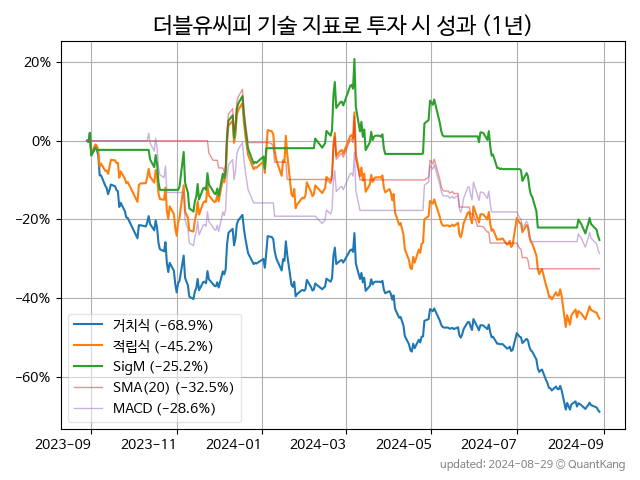 더블유씨피 기술 지표로 투자 시 성과 (1년)
20%
0%
−20%
−40%
−60%
거치식 (−68.9%)
적립식 (−45.2%)
SigM (−25.2%)
SMA(20) (−32.5%)
MACD (−28.6%)
2023-09 2023-11 2024-01 2024-03 2024-05 2024-07 2024-09
updated: 2024-08-29 © QuantKang